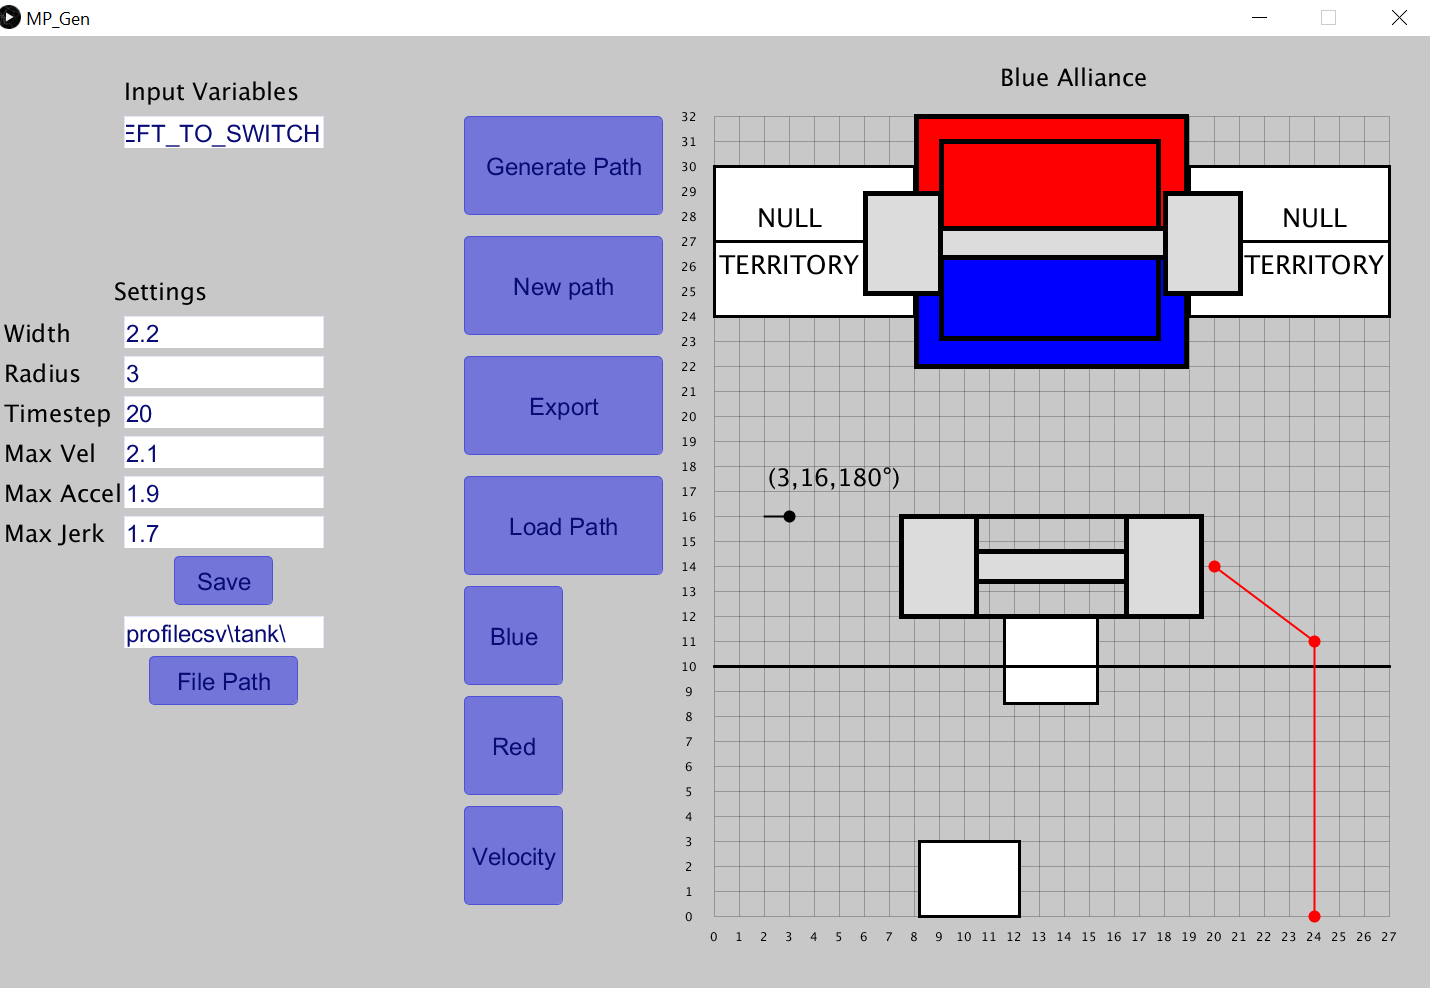 MP_Gen
Input Variables
EFT_TO_SWITCH
Settings
Width 2.2
Radius 3
Timestep 20
Max Vel 2.1
Max Accel 1.9
Max Jerk 1.7
Save
profilecsv\tank\
File Path
Generate Path
New path
Export
Load Path
Blue
Red
Velocity
Blue Alliance
32
31
30
29
28
27
26
25
24
23
22
21
20
19
18
17
16
15
14
13
12
11
10
9
8
7
6
5
4
3
2
1
0
NULL
TERRITORY
NULL
TERRITORY
(3,16,180°)
0 1 2 3 4 5 6 7 8 9 10 11 12 13 14 15 16 17 18 19 20 21 22 23 24 25 26 27